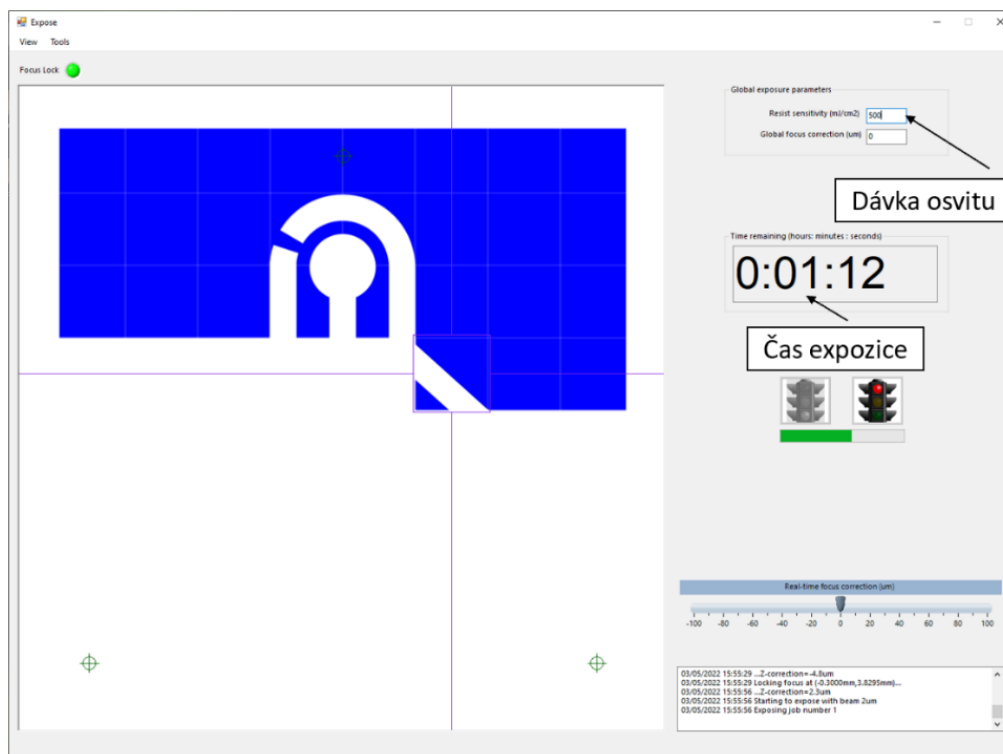 Expose
View Tools
Focus Lock
Global exposure parameters
Resist sensitivity (mJ/cm2) 500
Global focus correction (um) 0
Dávka osvitu
Time remaining (hours: minutes : seconds)
0:01:12
Čas expozice
Real-time focus correction (um)
-100 -80 -60 -40 -20 0 20 40 60 80 100
03/05/2022 15:55:29 ...Z-correction=-4.8um
03/05/2022 15:55:29 Locking focus at (-0.3000mm,3.8295mm)...
03/05/2022 15:55:56 ...Z-correction=2.3um
03/05/2022 15:55:56 Starting to expose with beam 2um
03/05/2022 15:55:56 Exposing job number 1